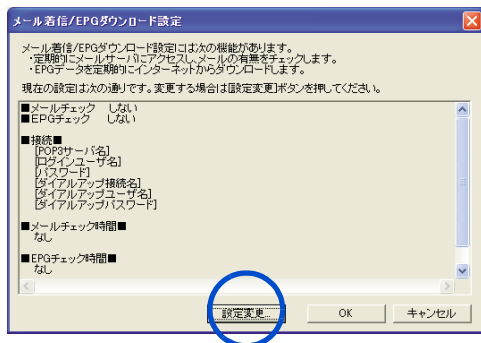 メール着信/EPGダウンロード設定
メール着信/EPGダウンロード設定には次の機能があります。
・定期的にメールサーバにアクセスし、メールの有無をチェックします。
・EPGデータを定期的にインターネットからダウンロードします。
現在の設定は次の通りです。変更する場合は[設定変更]ボタンを押してください。
■メールチェック しない
■EPGチェック しない
■接続■
[POP3サーバ名]
[ログインユーザ名]
[パスワード]
[ダイアルアップ接続名]
[ダイアルアップユーザ名]
[ダイアルアップパスワード]
■メールチェック時間■
なし
■EPGチェック時間■
なし
設定変更... OK キャンセル